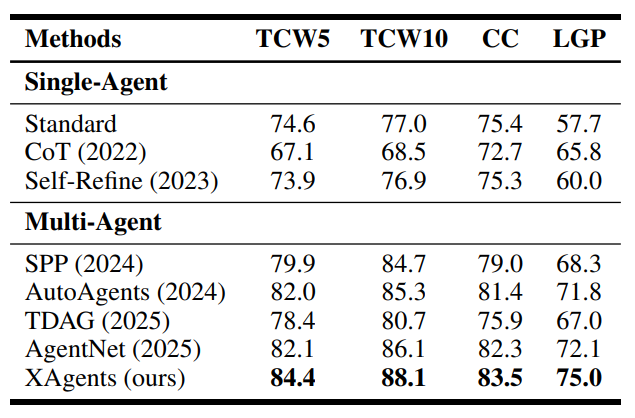 Methods TCW5 TCW10 CC LGP
Single-Agent
Standard 74.6 77.0 75.4 57.7
CoT (2022) 67.1 68.5 72.7 65.8
Self-Refine (2023) 73.9 76.9 75.3 60.0
Multi-Agent
SPP (2024) 79.9 84.7 79.0 68.3
AutoAgents (2024) 82.0 85.3 81.4 71.8
TDAG (2025) 78.4 80.7 75.9 67.0
AgentNet (2025) 82.1 86.1 82.3 72.1
XAgents (ours) 84.4 88.1 83.5 75.0